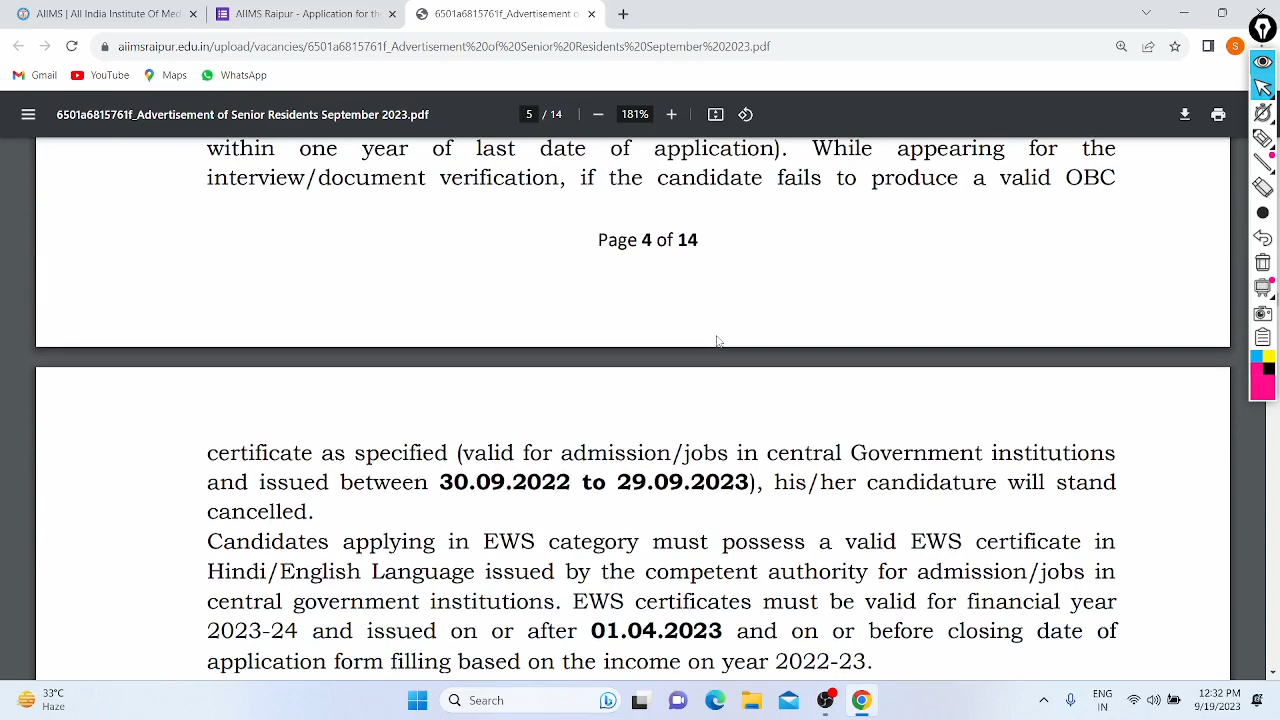 AIIMS | All India Institute Of Med
AIIMS Raipur - Application for th
6501a6815761f_Advertisement o
aiimsraipur.edu.in/upload/vacancies/6501a6815761f_Advertisement%20of%20Senior%20Residents%20September%202023.pdf
S
Gmail
YouTube
Maps
WhatsApp
6501a6815761f_Advertisement of Senior Residents September 2023.pdf
5 / 14
181%
within one year of last date of application). While appearing for the
interview/document verification, if the candidate fails to produce a valid OBC
Page 4 of 14
certificate as specified (valid for admission/jobs in central Government institutions
and issued between 30.09.2022 to 29.09.2023), his/her candidature will stand
cancelled.
Candidates applying in EWS category must possess a valid EWS certificate in
Hindi/English Language issued by the competent authority for admission/jobs in
central government institutions. EWS certificates must be valid for financial year
2023-24 and issued on or after 01.04.2023 and on or before closing date of
application form filling based on the income on year 2022-23.
33°C
Haze
Search
ENG
IN
12:32 PM
9/19/2023